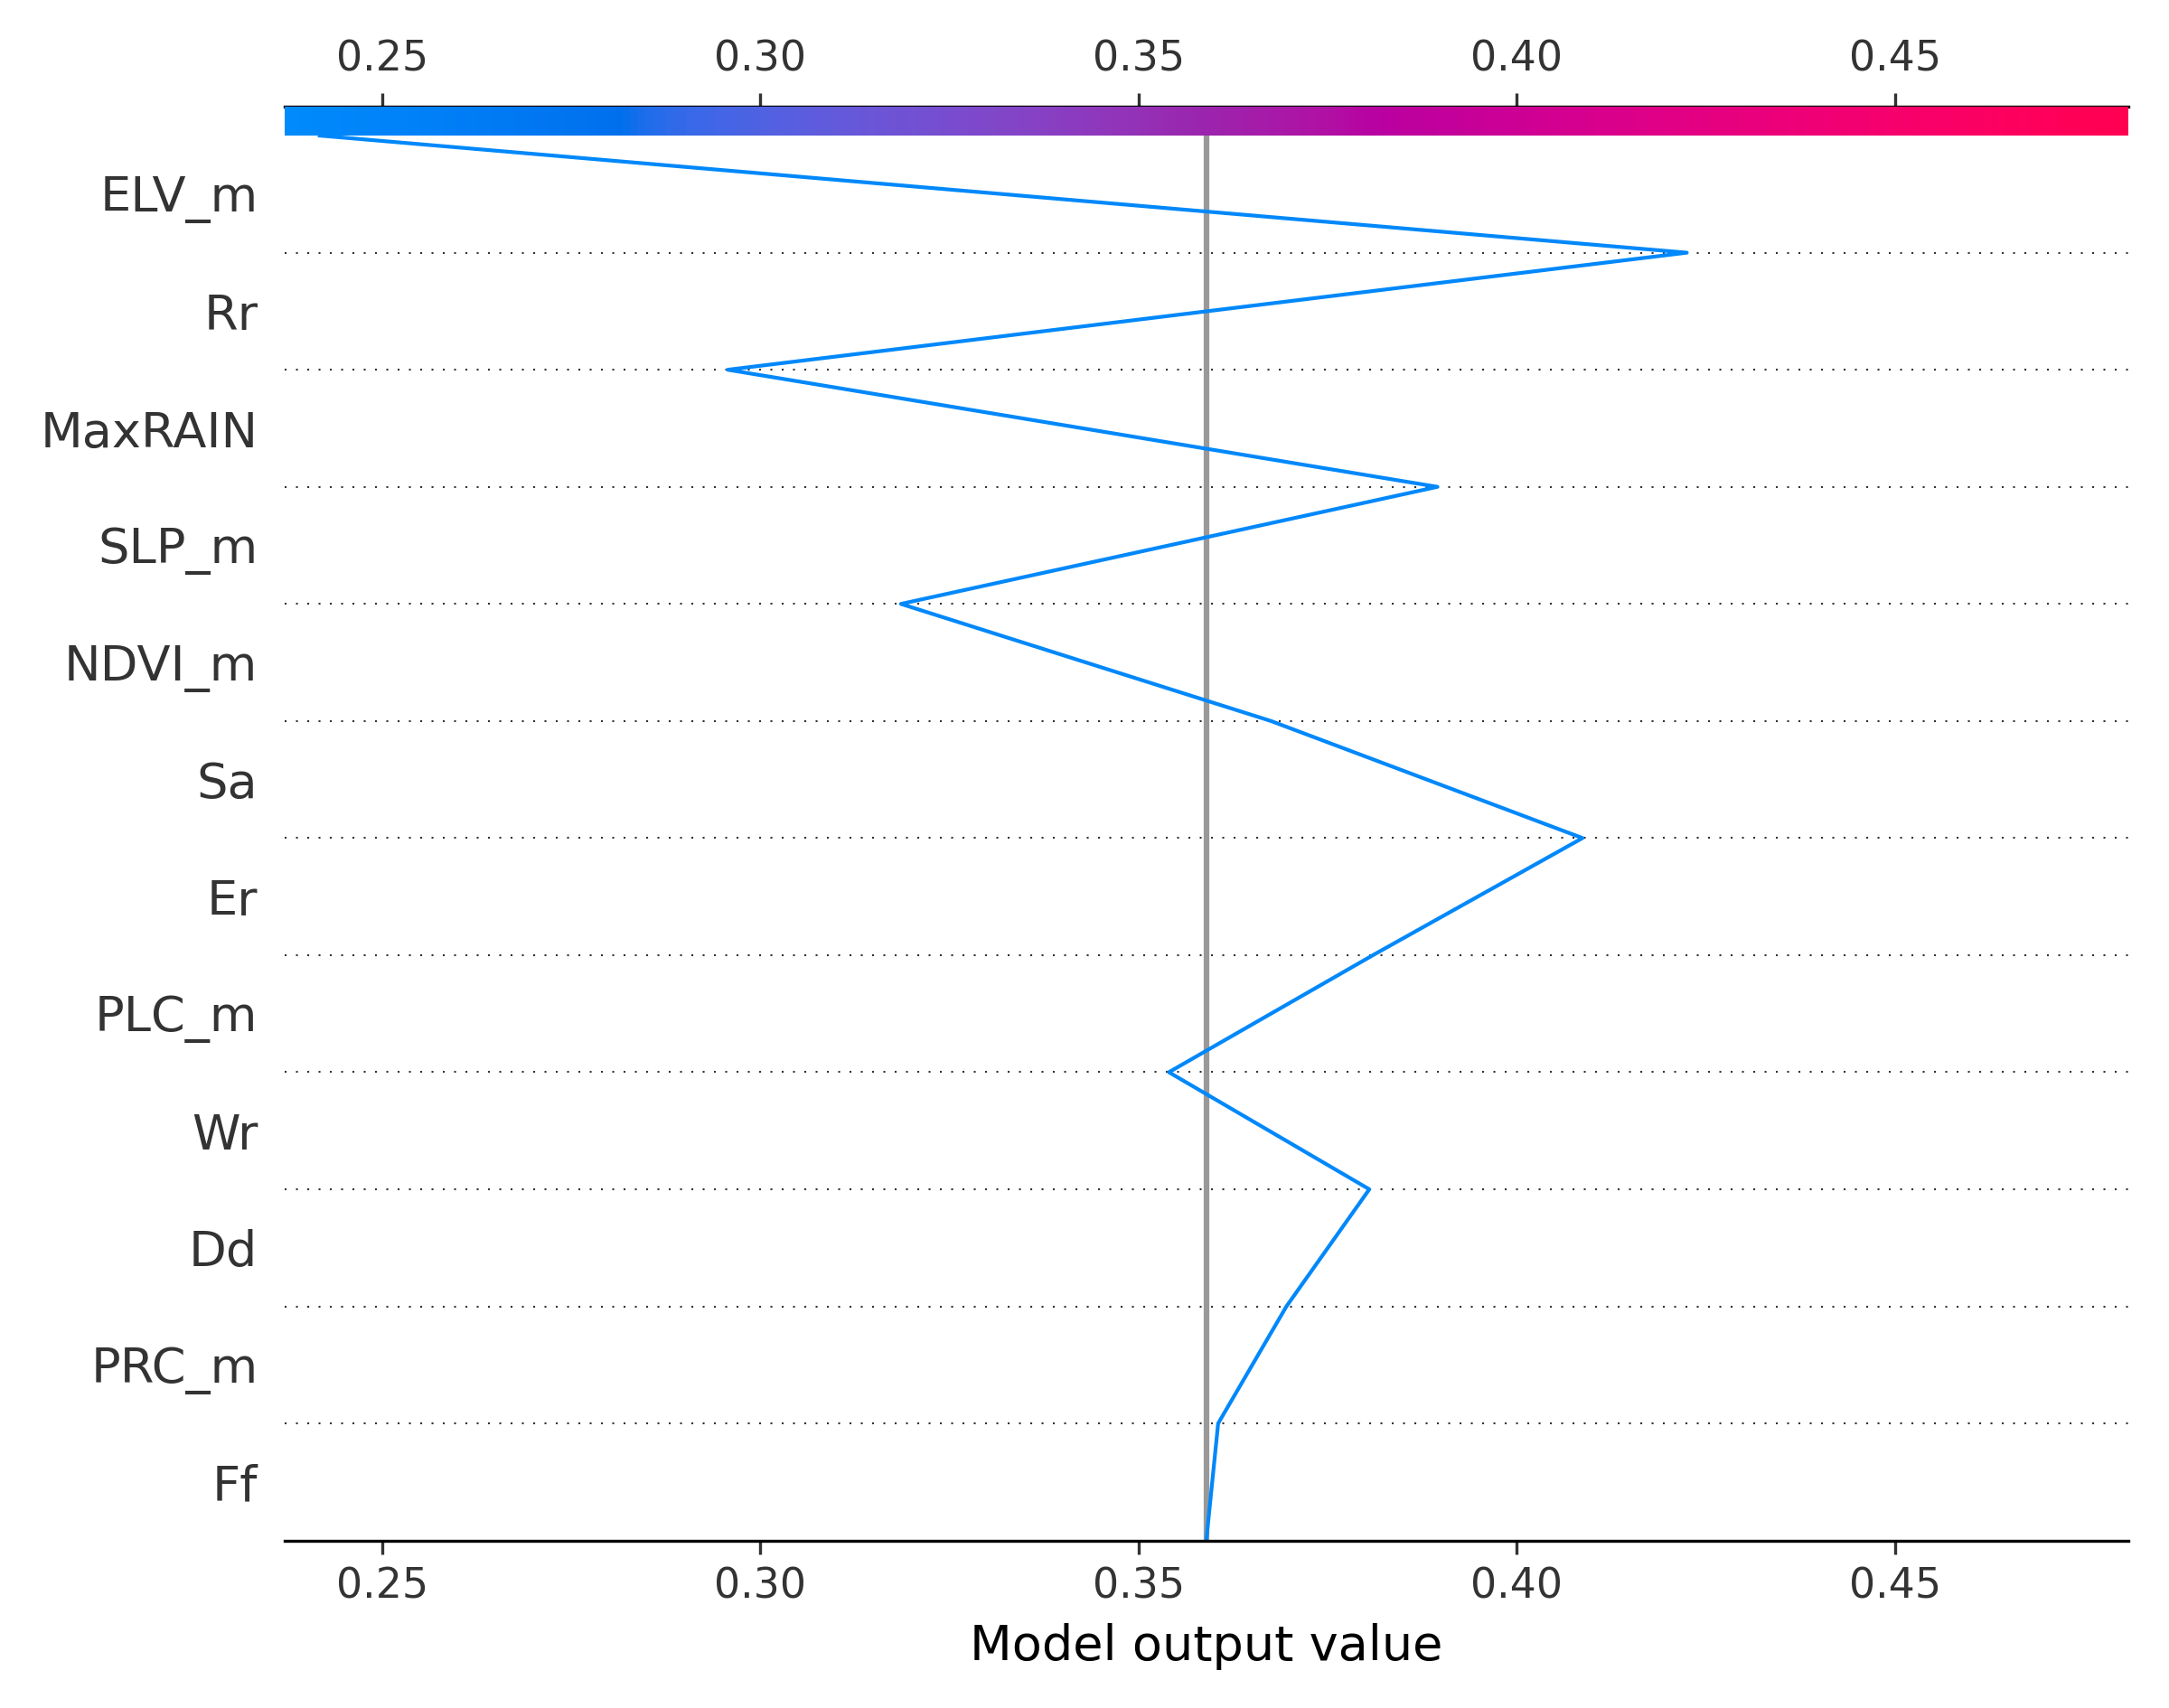 0.25 0.30 0.35 0.40 0.45
ELV_m
Rr
MaxRAIN
SLP_m
NDVI_m
Sa
Er
PLC_m
Wr
Dd
PRC_m
Ff
0.25 0.30 0.35 0.40 0.45
Model output value